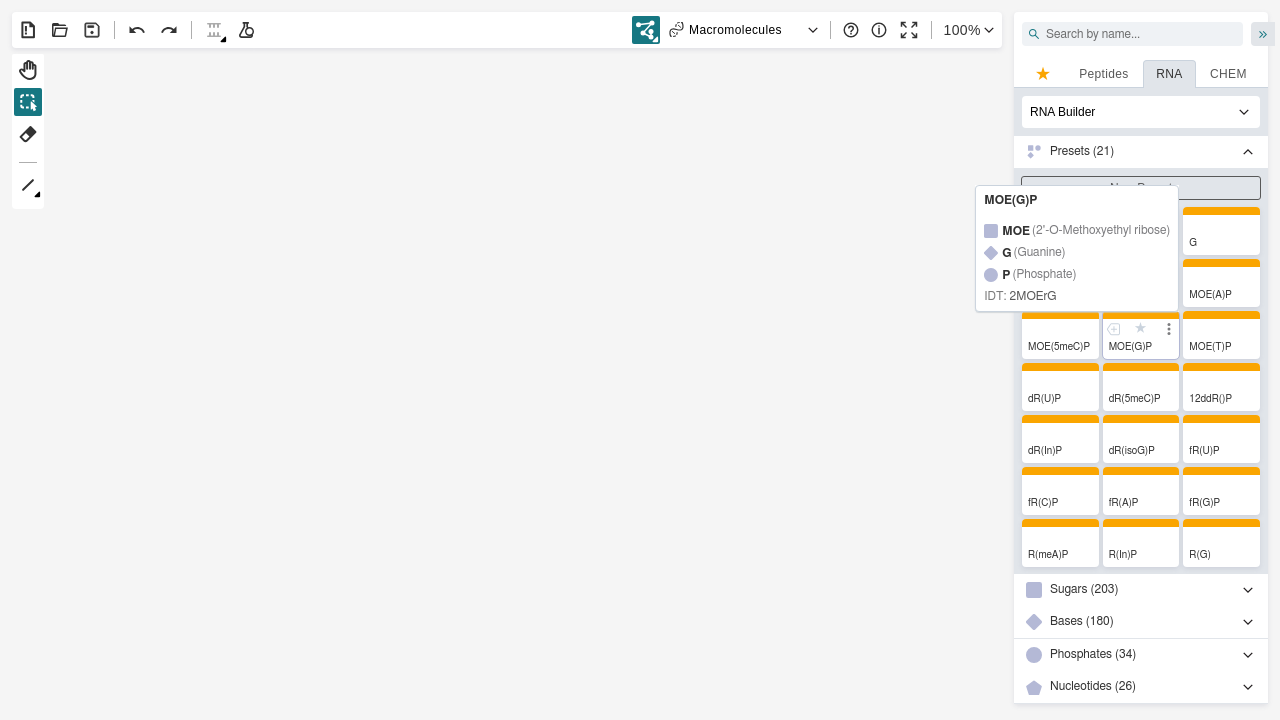 Macromolecules
100%
Search by name...
Peptides
RNA
CHEM
RNA Builder
Presets (21)
MOE(G)P
MOE (2'-O-Methoxyethyl ribose)
G (Guanine)
P (Phosphate)
IDT: 2MOErG
G
MOE(A)P
MOE(5meC)P
MOE(G)P
MOE(T)P
dR(U)P
dR(5meC)P
12ddR()P
dR(In)P
dR(isoG)P
fR(U)P
fR(C)P
fR(A)P
fR(G)P
R(meA)P
R(In)P
R(G)
Sugars (203)
Bases (180)
Phosphates (34)
Nucleotides (26)